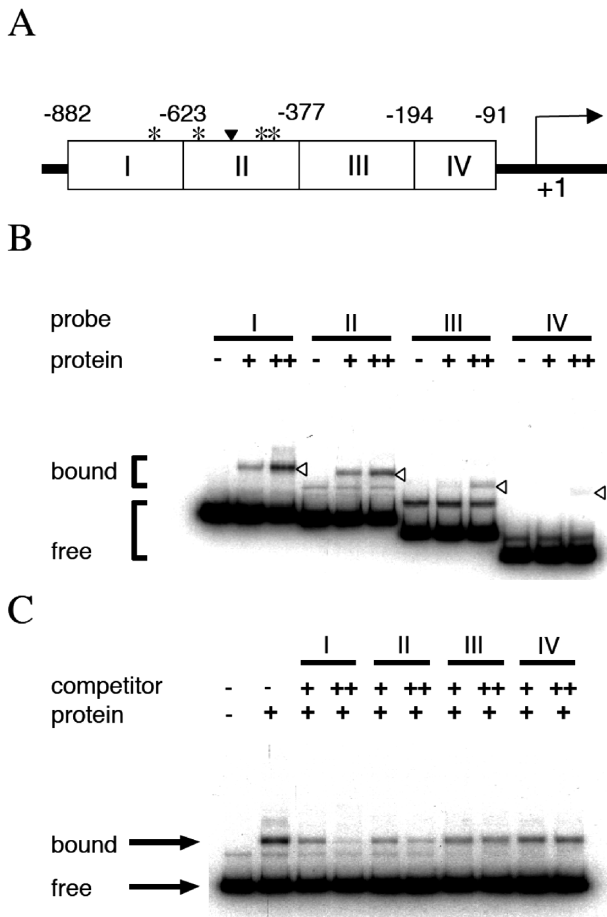 A
-882 -623 -377 -194 -91
* * ** 
I II III IV
+1
B
probe I II III IV
protein - + ++ - + ++ - + ++ - + ++
bound
free
C
I II III IV
competitor - - + ++ + ++ + ++ + ++
protein - + + + + + + + + +
bound
free